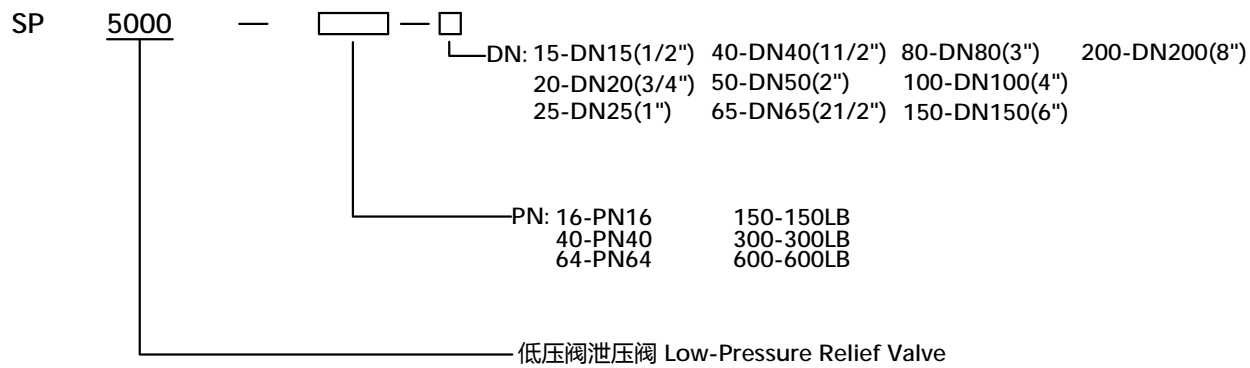 SP 5000 — —
DN: 15-DN15(1/2") 40-DN40(11/2") 80-DN80(3") 200-DN200(8")
20-DN20(3/4") 50-DN50(2") 100-DN100(4")
25-DN25(1") 65-DN65(21/2") 150-DN150(6")
PN: 16-PN16 150-150LB
40-PN40 300-300LB
64-PN64 600-600LB
低压阀泄压阀 Low-Pressure Relief Valve